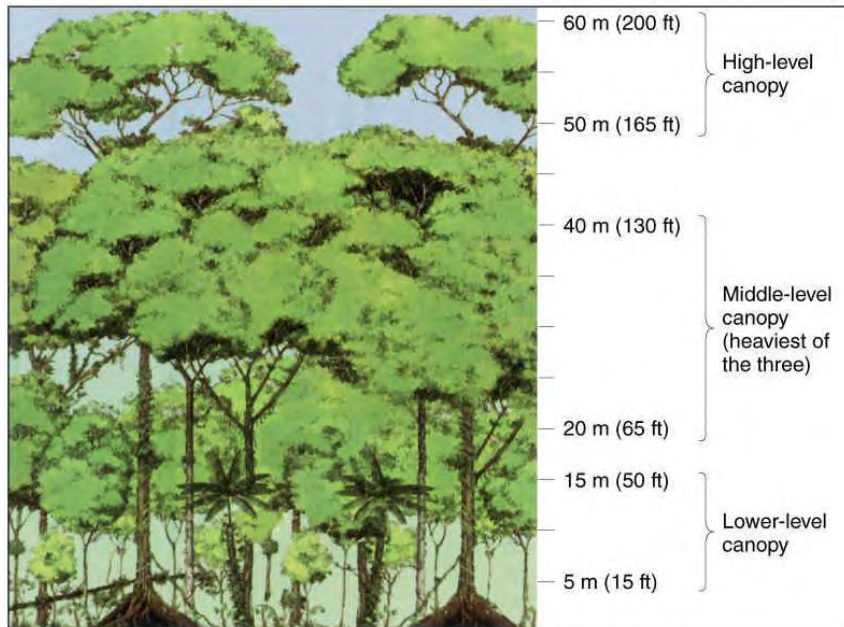 60 m (200 ft)
High-level
canopy
50 m (165 ft)
40 m (130 ft)
Middle-level
canopy
(heaviest of
the three)
20 m (65 ft)
15 m (50 ft)
Lower-level
canopy
5 m (15 ft)